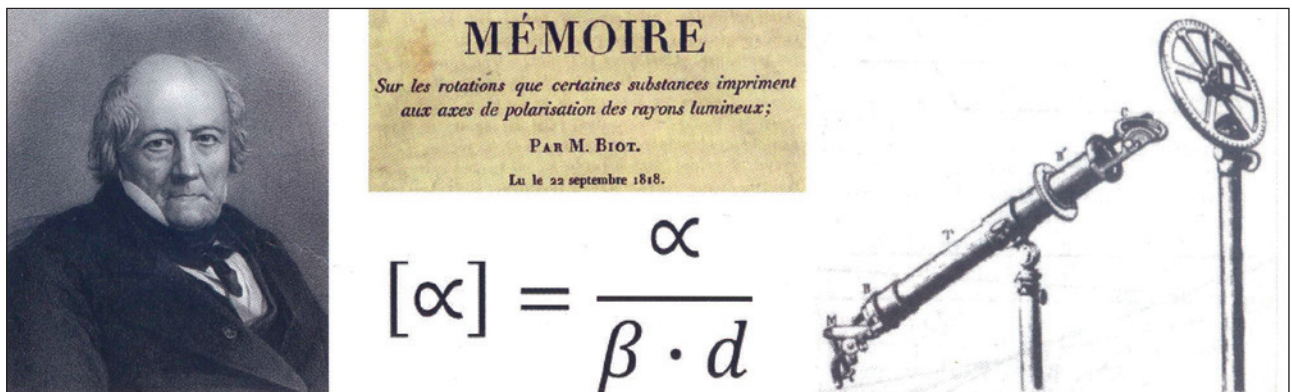 MÉMOIRE
Sur les rotations que certaines substances impriment
aux axes de polarisation des rayons lumineux;
PAR M. BIOT.
Lu le 22 septembre 1818.
[∝] = ∝ / β · d
M
B
T
B'
C